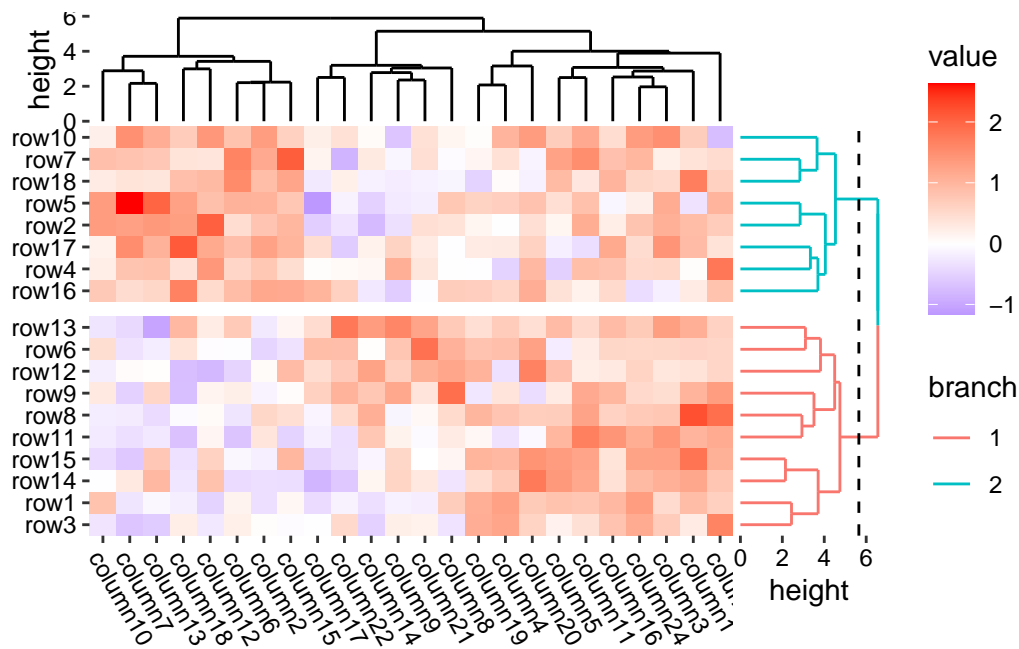 6
4
2
0
height
row10
row7
row18
row5
row2
row17
row4
row16
row13
row6
row12
row9
row8
row11
row15
row14
row1
row3
column10
column7
column13
column18
column12
column6
column2
column15
column17
column22
column14
column9
column21
column8
column19
column4
column20
column5
column11
column16
column24
column3
column1
0 2 4 6
height
value
2
1
0
−1
branch
1
2